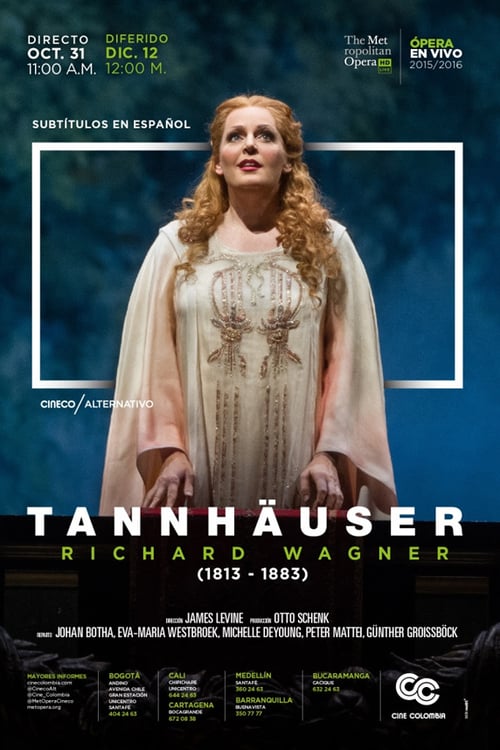 DIRECTO
OCT. 31
11:00 A.M.
DIFERIDO
DIC. 12
12:00 M.
The Met
ropolitan
Opera HD
LIVE
ÓPERA
EN VIVO
2015/2016
SUBTÍTULOS EN ESPAÑOL
CINECO/ALTERNATIVO
TANNHÄUSER
RICHARD WAGNER
(1813 - 1883)
DIRECCIÓN JAMES LEVINE PRODUCCIÓN OTTO SCHENK
REPARTO JOHAN BOTHA, EVA-MARIA WESTBROEK, MICHELLE DEYOUNG, PETER MATTEI, GÜNTHER GROISSBÖCK
MAYORES INFORMES
cinecolombia.com
@CinecoAlt
@Cine_Colombia
@MetOperaCineco
metopera.org
BOGOTÁ
ANDINO
AVENIDA CHILE
GRAN ESTACIÓN
UNICENTRO
SANTAFÉ
404 24 63
CALI
CHIPICHAPE
UNICENTRO
644 24 63
CARTAGENA
BOCAGRANDE
672 08 38
MEDELLÍN
SANTAFÉ
360 24 63
BARRANQUILLA
BUENAVISTA
350 77 77
BUCARAMANGA
CACIQUE
632 24 63
CINE COLOMBIA